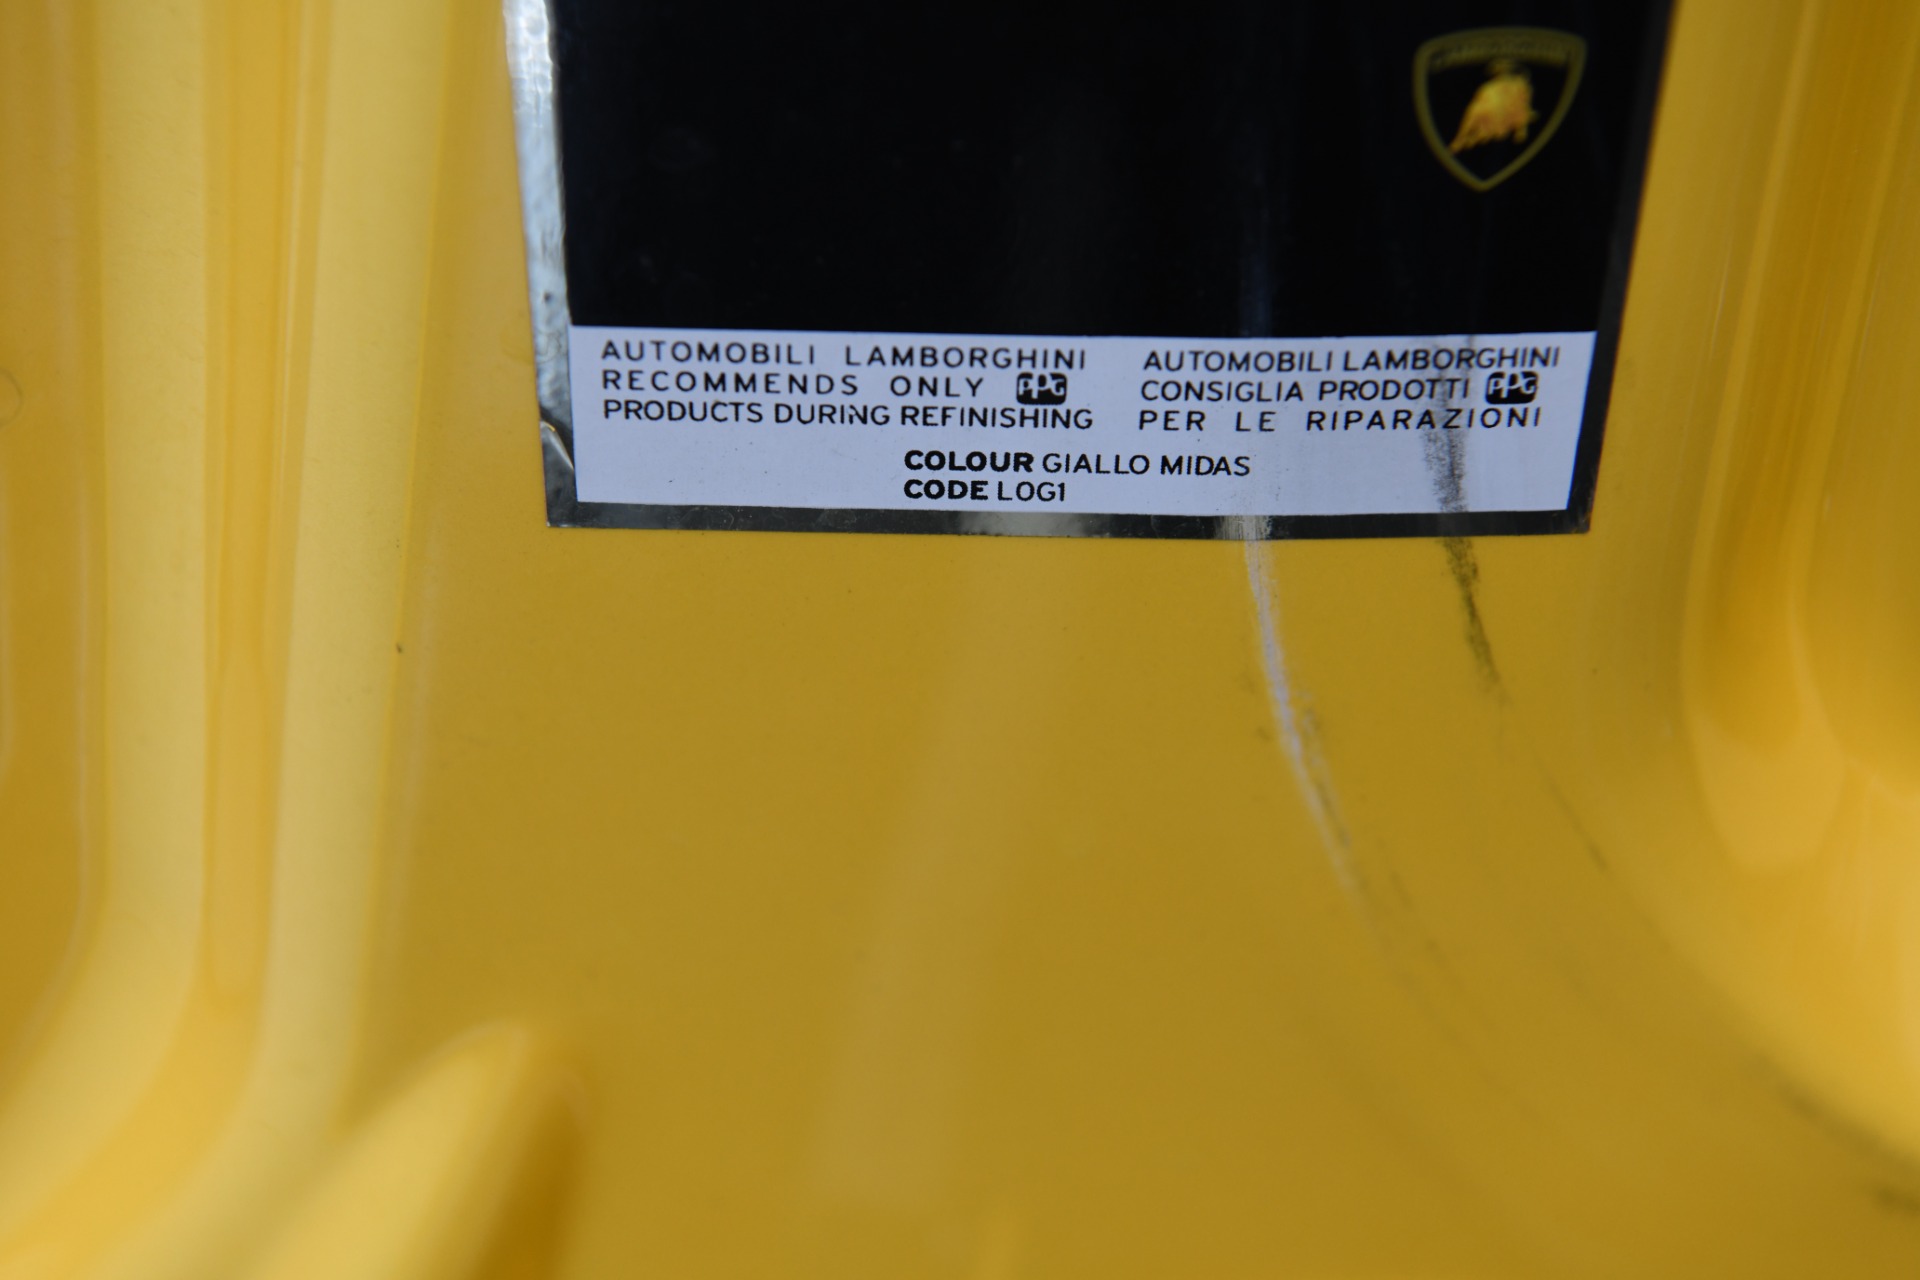 LAMBORGHINI
AUTOMOBILI LAMBORGHINI
RECOMMENDS ONLY PPG
PRODUCTS DURING REFINISHING
AUTOMOBILI LAMBORGHINI
CONSIGLIA PRODOTTI PPG
PER LE RIPARAZIONI
COLOUR GIALLO MIDAS
CODE L0G1